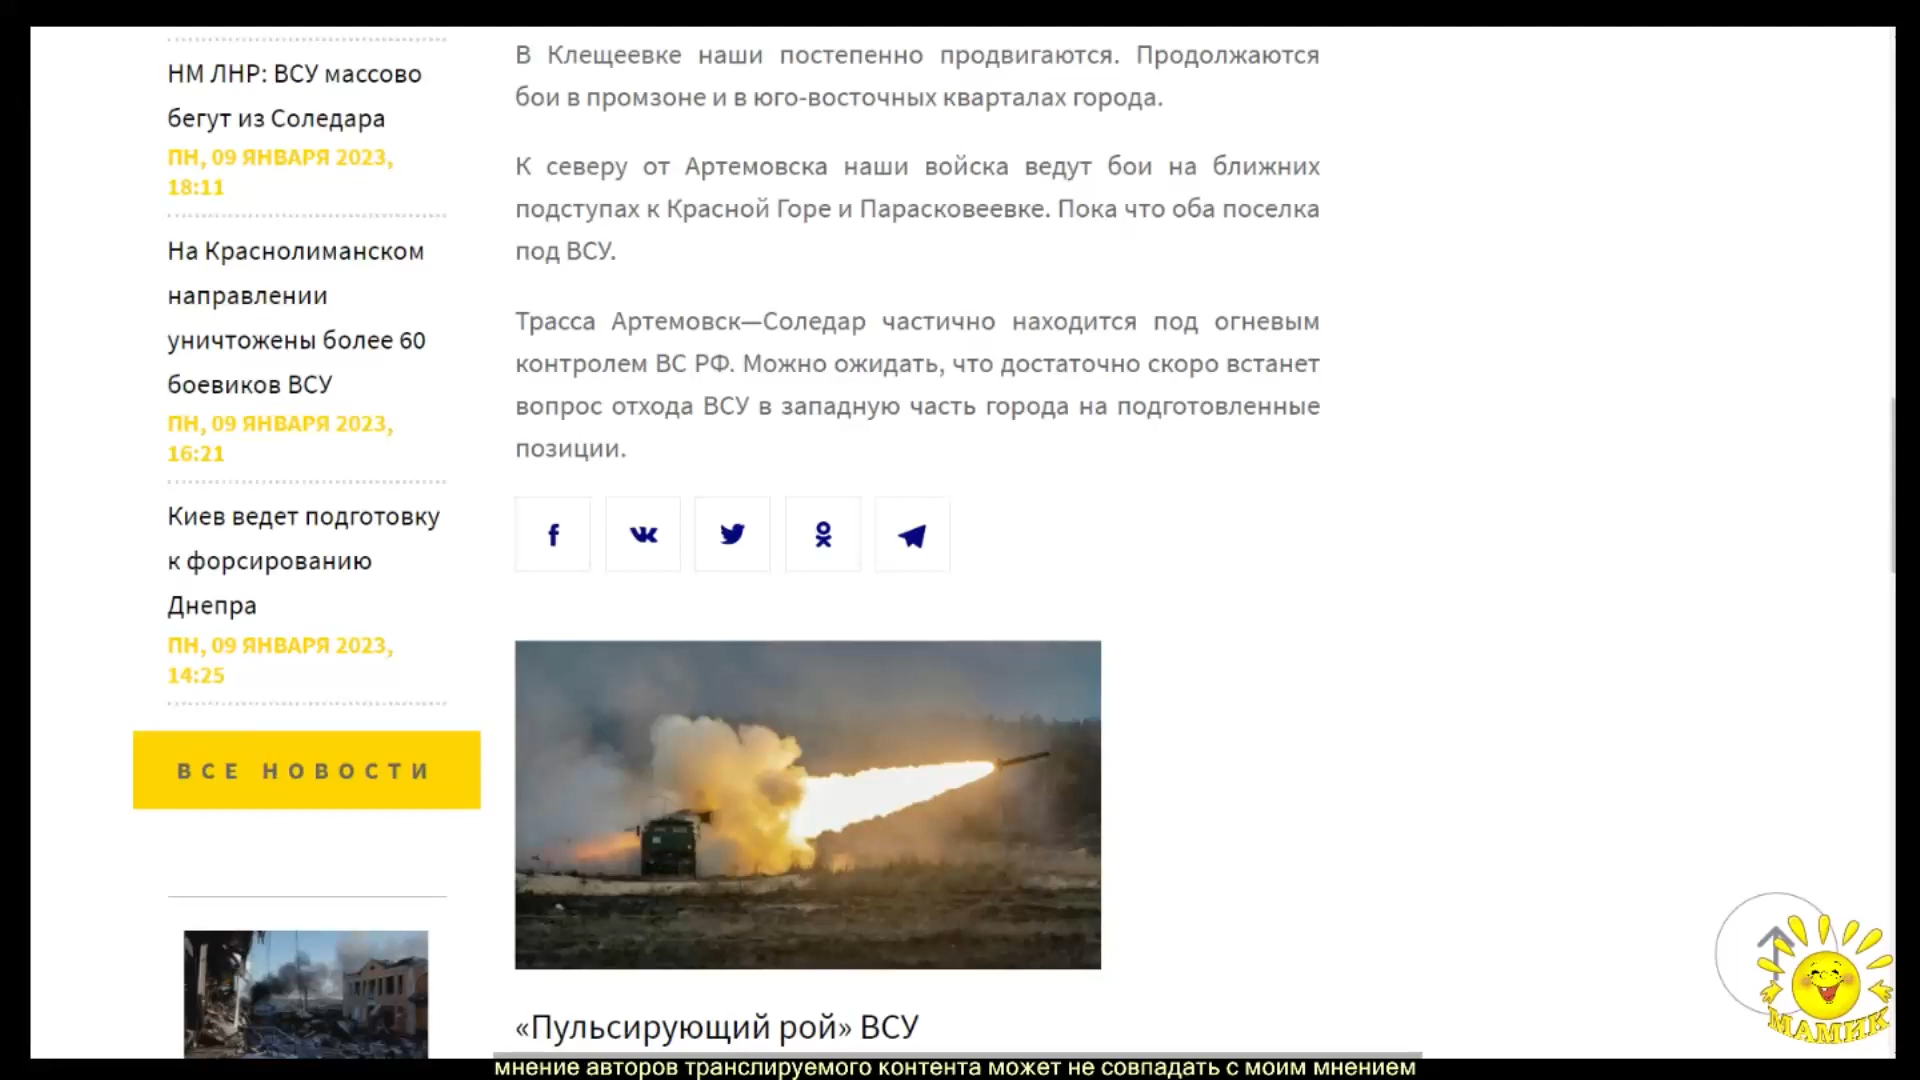 НМ ЛНР: ВСУ массово
бегут из Соледара
ПН, 09 ЯНВАРЯ 2023,
18:11
На Краснолиманском
направлении
уничтожены более 60
боевиков ВСУ
ПН, 09 ЯНВАРЯ 2023,
16:21
Киев ведет подготовку
к форсированию
Днепра
ПН, 09 ЯНВАРЯ 2023,
14:25
ВСЕ НОВОСТИ
В Клещеевке наши постепенно продвигаются. Продолжаются
бои в промзоне и в юго-восточных кварталах города.
К северу от Артемовска наши войска ведут бои на ближних
подступах к Красной Горе и Парасковеевке. Пока что оба поселка
под ВСУ.
Трасса Артемовск—Соледар частично находится под огневым
контролем ВС РФ. Можно ожидать, что достаточно скоро встанет
вопрос отхода ВСУ в западную часть города на подготовленные
позиции.
«Пульсирующий рой» ВСУ
МАМИК
мнение авторов транслируемого контента может не совпадать с моим мнением